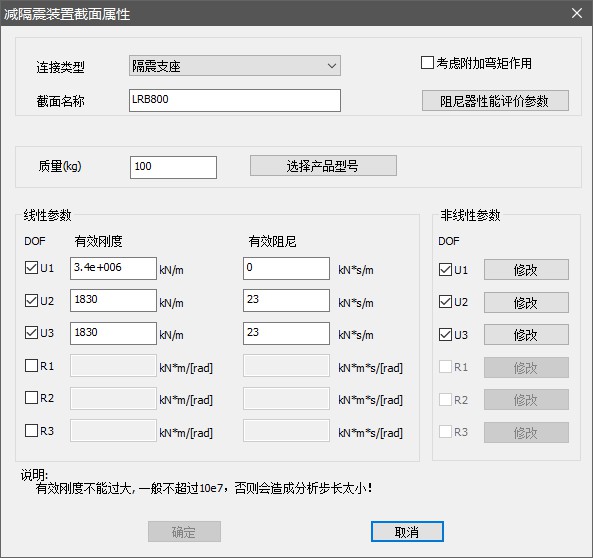 减隔震装置截面属性
连接类型 隔震支座 考虑附加弯矩作用
截面名称 LRB800 阻尼器性能评价参数
质量(kg) 100 选择产品型号
线性参数 非线性参数
DOF 有效刚度 有效阻尼 DOF
U1 3.4e+006 kN/m 0 kN*s/m U1 修改
U2 1830 kN/m 23 kN*s/m U2 修改
U3 1830 kN/m 23 kN*s/m U3 修改
R1 kN*m/[rad] kN*m*s/[rad] R1 修改
R2 kN*m/[rad] kN*m*s/[rad] R2 修改
R3 kN*m/[rad] kN*m*s/[rad] R3 修改
说明:
有效刚度不能过大,一般不超过10e7，否则会造成分析步长太小！
确定 取消